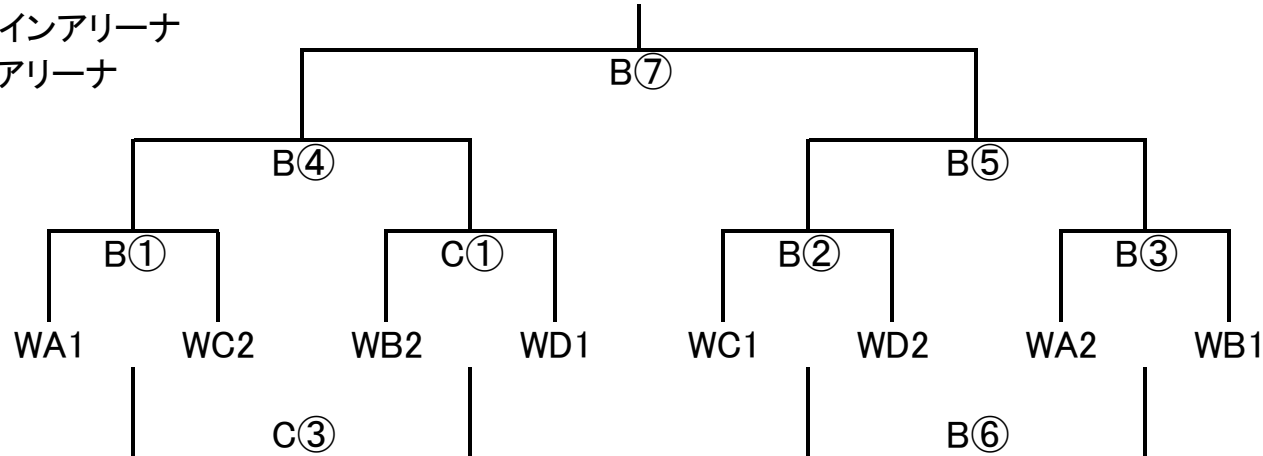 インアリーナ
アリーナ
B⑦
B④ B⑤
B① C① B② B③
WA1 WC2 WB2 WD1 WC1 WD2 WA2 WB1
C③ B⑥